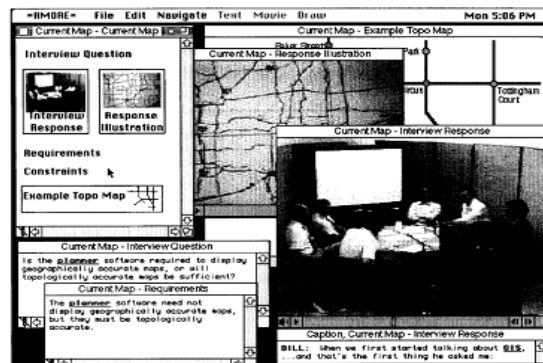 =RMORE= File Edit Navigate Text Movie Draw Mon 5:06 PM
Current Map - Current Map
Interview Question
Interview
Response
Response
Illustration
Requirements
Constraints
Example Topo Map
Current Map - Example Topo Map
Baker Street
Park
Tottingham
Court
Current Map - Response Illustration
Current Map - Interview Response
Current Map - Interview Question
Is the planner software required to display
geographically accurate maps, or will
topologically accurate maps be sufficient?
Current Map - Requirements
The planner software need not
display geographically accurate maps,
but they must be topologically
accurate.
Caption, Current Map - Interview Response
BILL: When we first started talking about GIS,
...and that's the first thing he asked me: